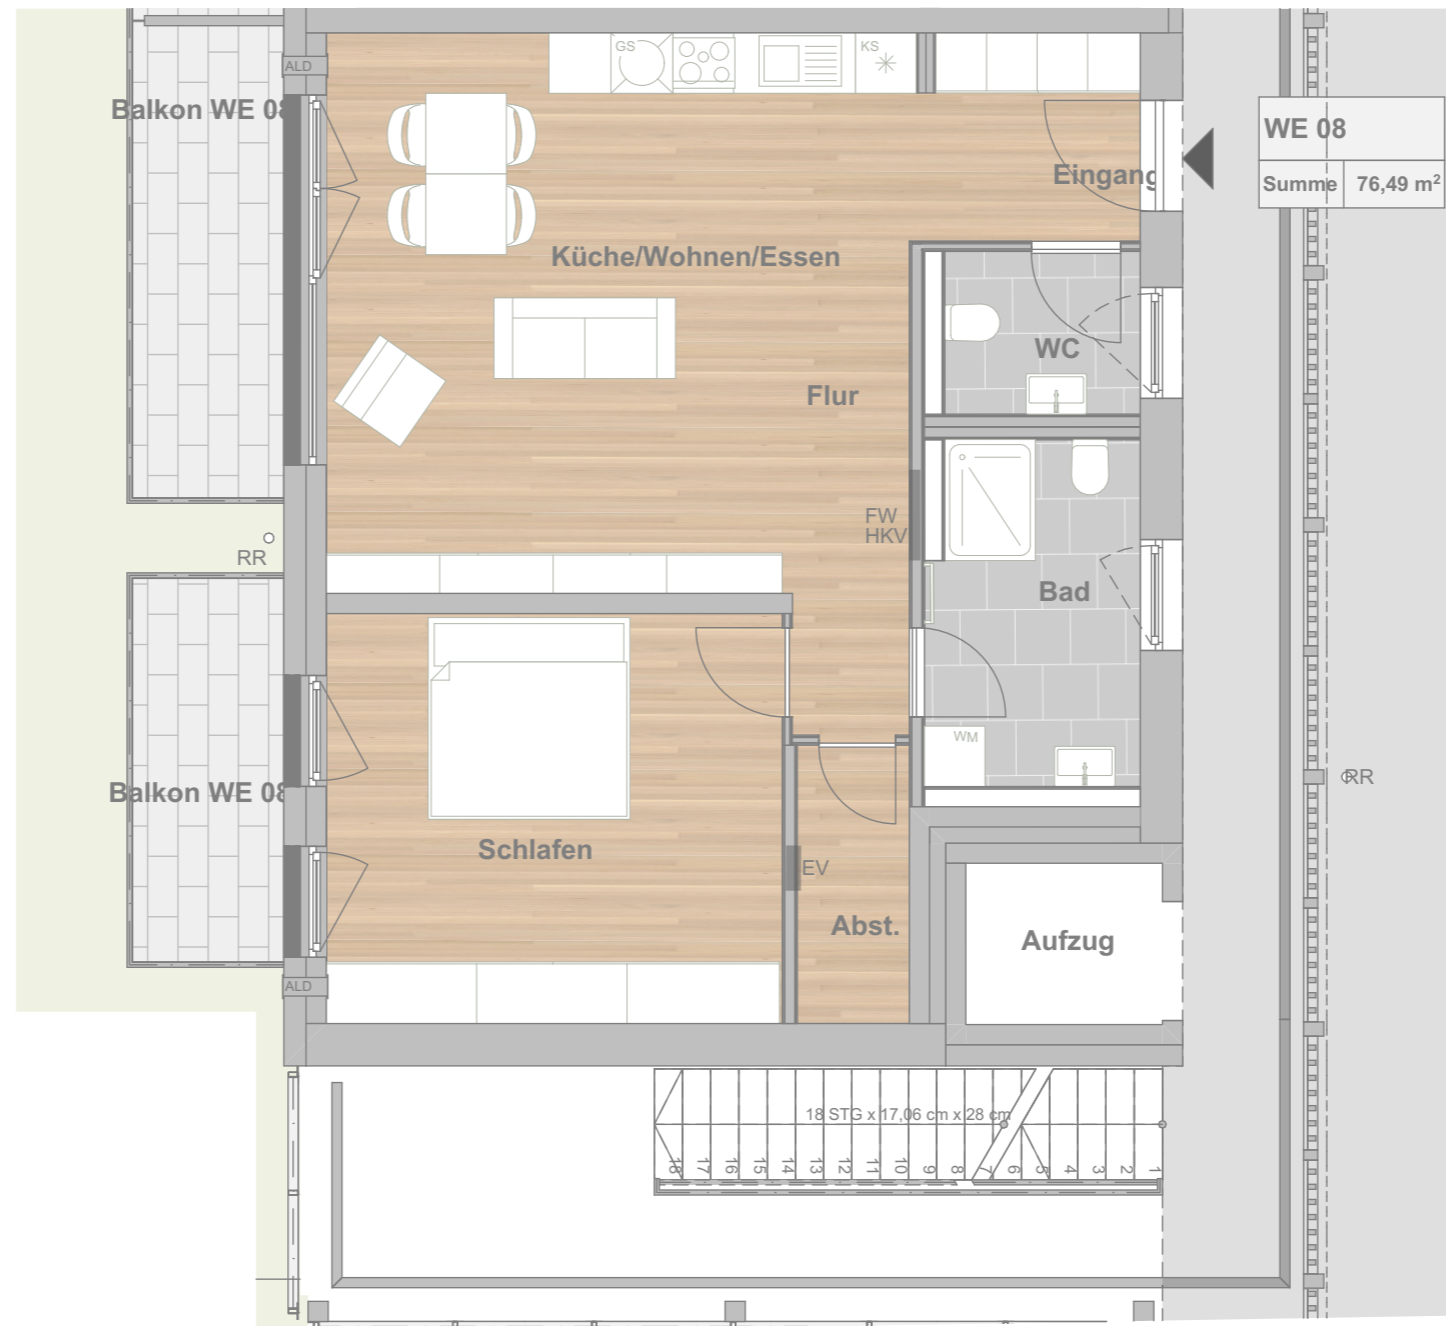 GS
KS
ALD
Balkon WE 08
WE 08
Eingang
Summe 76,49 m²
Küche/Wohnen/Essen
WC
Flur
FW
HKV
RR
Bad
WM
RR
Balkon WE 08
Schlafen
EV
Abst.
Aufzug
ALD
18 STG x 17,06 cm x 28 cm
18 17 16 15 14 13 12 11 10 9 8 7 6 5 4 3 2 1